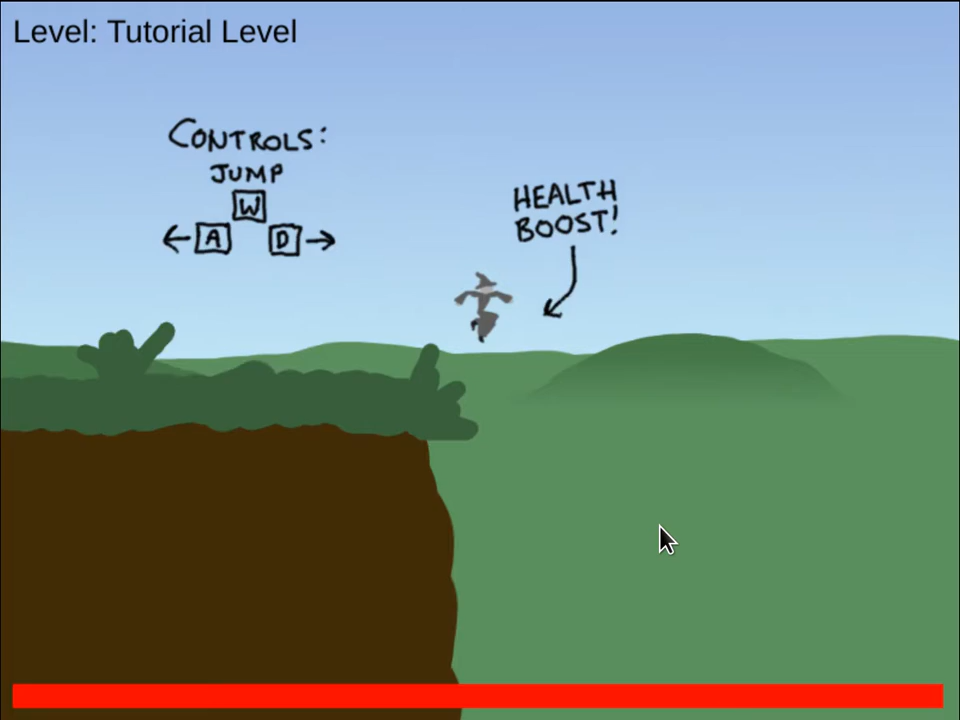 Level: Tutorial Level
CONTROLS:
JUMP
W
A D
HEALTH
BOOST!